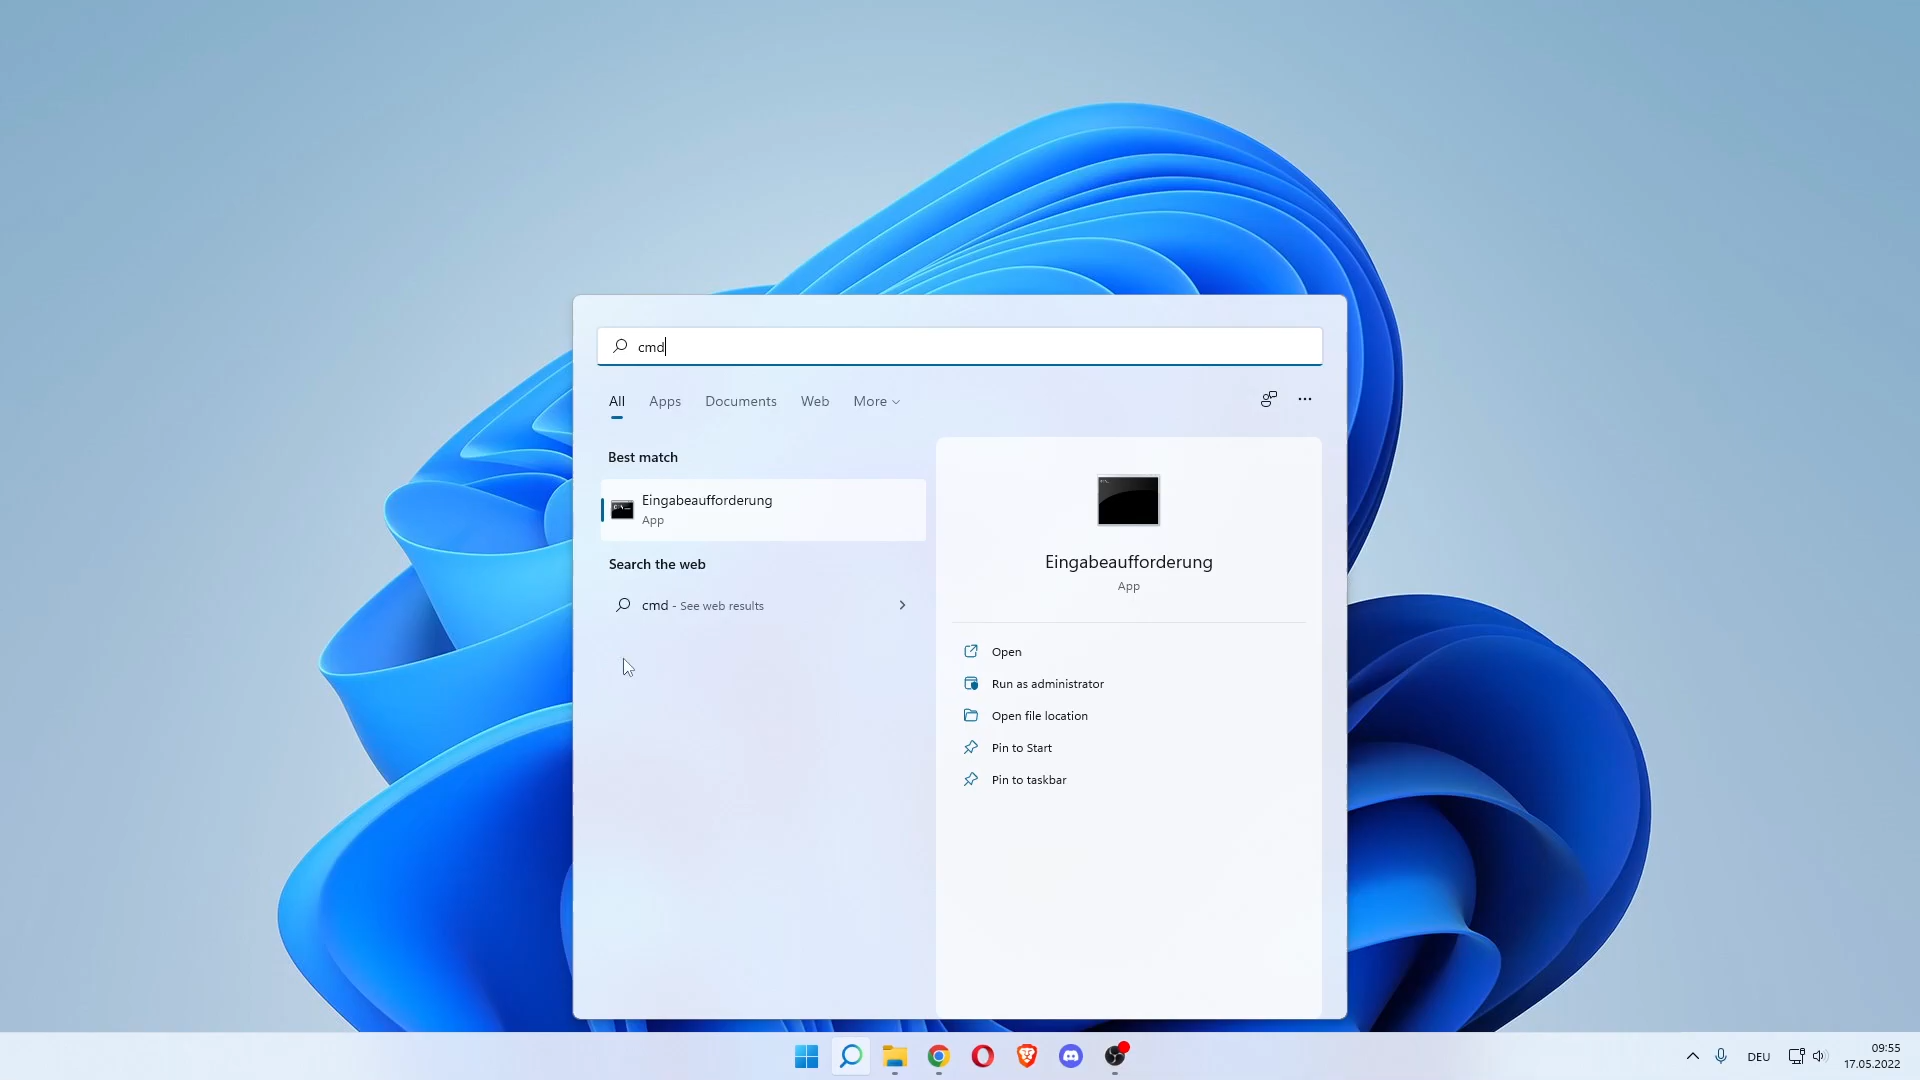 cmd
All Apps Documents Web More
Best match
Eingabeaufforderung
App
Search the web
cmd - See web results
Eingabeaufforderung
App
Open
Run as administrator
Open file location
Pin to Start
Pin to taskbar
DEU
09:55
17.05.2022